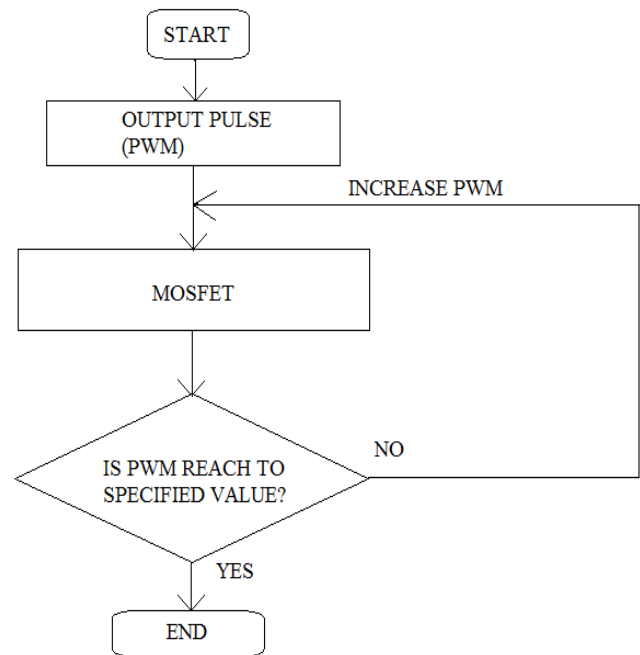 START
OUTPUT PULSE
(PWM)
INCREASE PWM
MOSFET
NO
IS PWM REACH TO
SPECIFIED VALUE?
YES
END